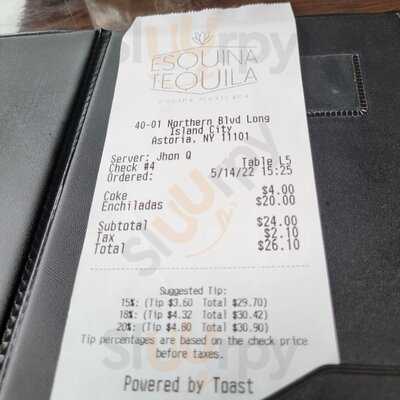 ESQUINA
TEQUILA
COCINA MEXICANA
40-01 Northern Blvd Long
Island City
Astoria, NY 11101
Server: Jhon Q
Check #4 Table L5
Ordered: 5/14/22 15:25
Coke $4.00
Enchiladas $20.00
Subtotal $24.00
Tax $2.10
Total $26.10
Suggested Tip:
15%: (Tip $3.60 Total $29.70)
18%: (Tip $4.32 Total $30.42)
20%: (Tip $4.80 Total $30.90)
Tip percentages are based on the check price
before taxes.
Powered by Toast
sluurpy